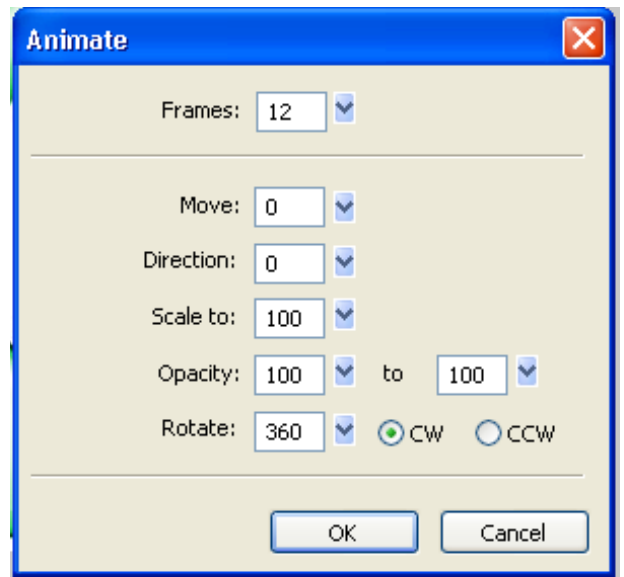 Animate
Frames: 12
Move: 0
Direction: 0
Scale to: 100
Opacity: 100 to 100
Rotate: 360 CW CCW
OK Cancel